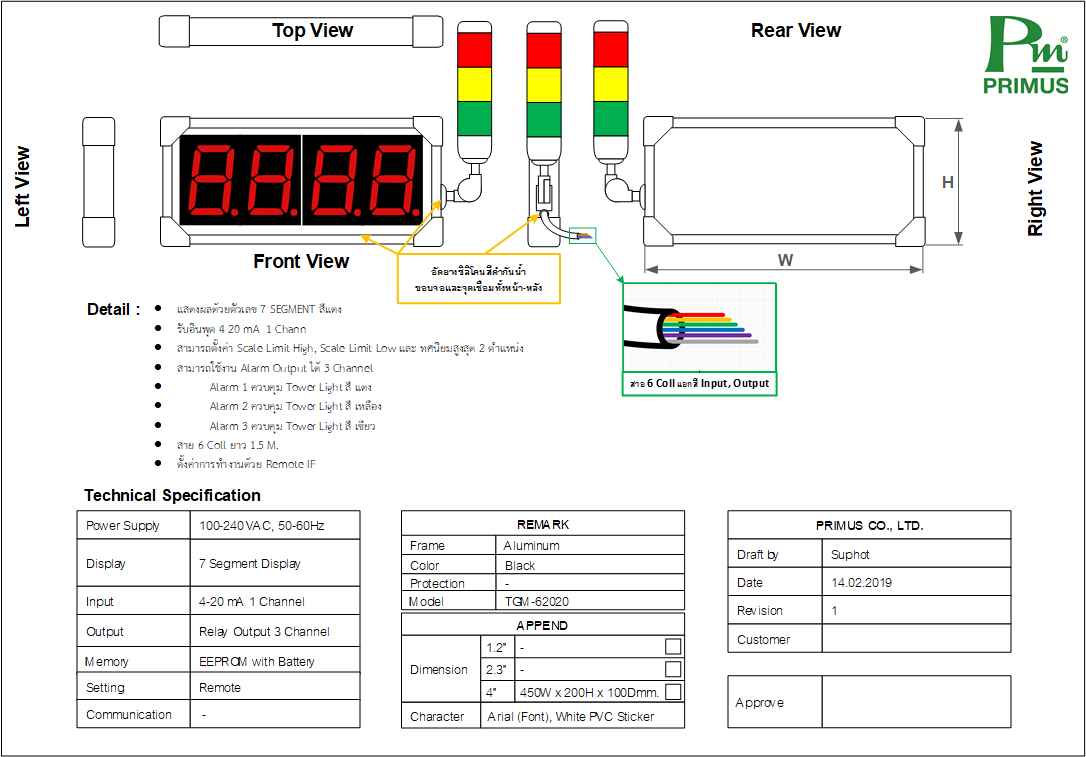 Top View
Rear View
Pm®
PRIMUS
Left View
Right View
H
W
Front View
อัดยางซิลิโคนสีดำกันน้ำ
ขอบจอและจุดเชื่อมทั้งหน้า-หลัง
Detail :
• แสดงผลด้วยตัวเลข 7 SEGMENT สีแดง
• รับอินพุต 4-20 mA 1 Chann
• สามารถตั้งค่า Scale Limit High, Scale Limit Low และ ทศนิยมสูงสุด 2 ตำแหน่ง
• สามารถใช้งาน Alarm Output ได้ 3 Channel
• Alarm 1 ควบคุม Tower Light สี แดง
• Alarm 2 ควบคุม Tower Light สี เหลือง
• Alarm 3 ควบคุม Tower Light สี เขียว
• สาย 6 Coll ยาว 1.5 M.
• ตั้งค่าการทำงานด้วย Remote IF
สาย 6 Coll แยกสี Input, Output
Technical Specification
Power Supply 100-240 VAC, 50-60Hz
Display 7 Segment Display
Input 4-20 mA 1 Channel
Output Relay Output 3 Channel
Memory EEPROM with Battery
Setting Remote
Communication -
REMARK
Frame Aluminum
Color Black
Protection -
Model TGM-62020
APPEND
Dimension
1.2" -
2.3" -
4" 450W x 200H x 100Dmm.
Character Arial (Font), White PVC Sticker
PRIMUS CO., LTD.
Draft by Suphot
Date 14.02.2019
Revision 1
Customer
Approve